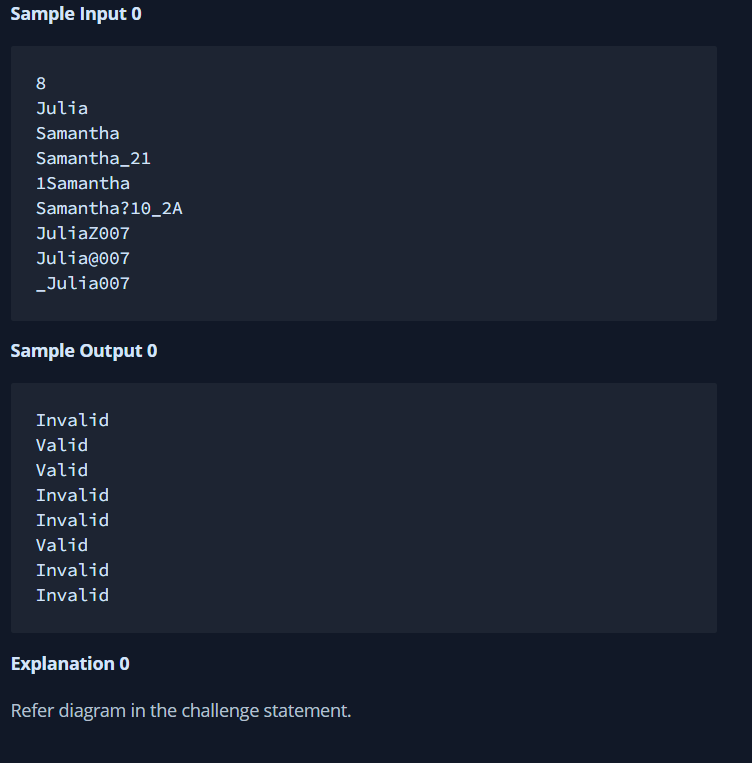 Sample Input 0
8
Julia
Samantha
Samantha_21
1Samantha
Samantha?10_2A
JuliaZ007
Julia@007
_Julia007
Sample Output 0
Invalid
Valid
Valid
Invalid
Invalid
Valid
Invalid
Invalid
Explanation 0
Refer diagram in the challenge statement.